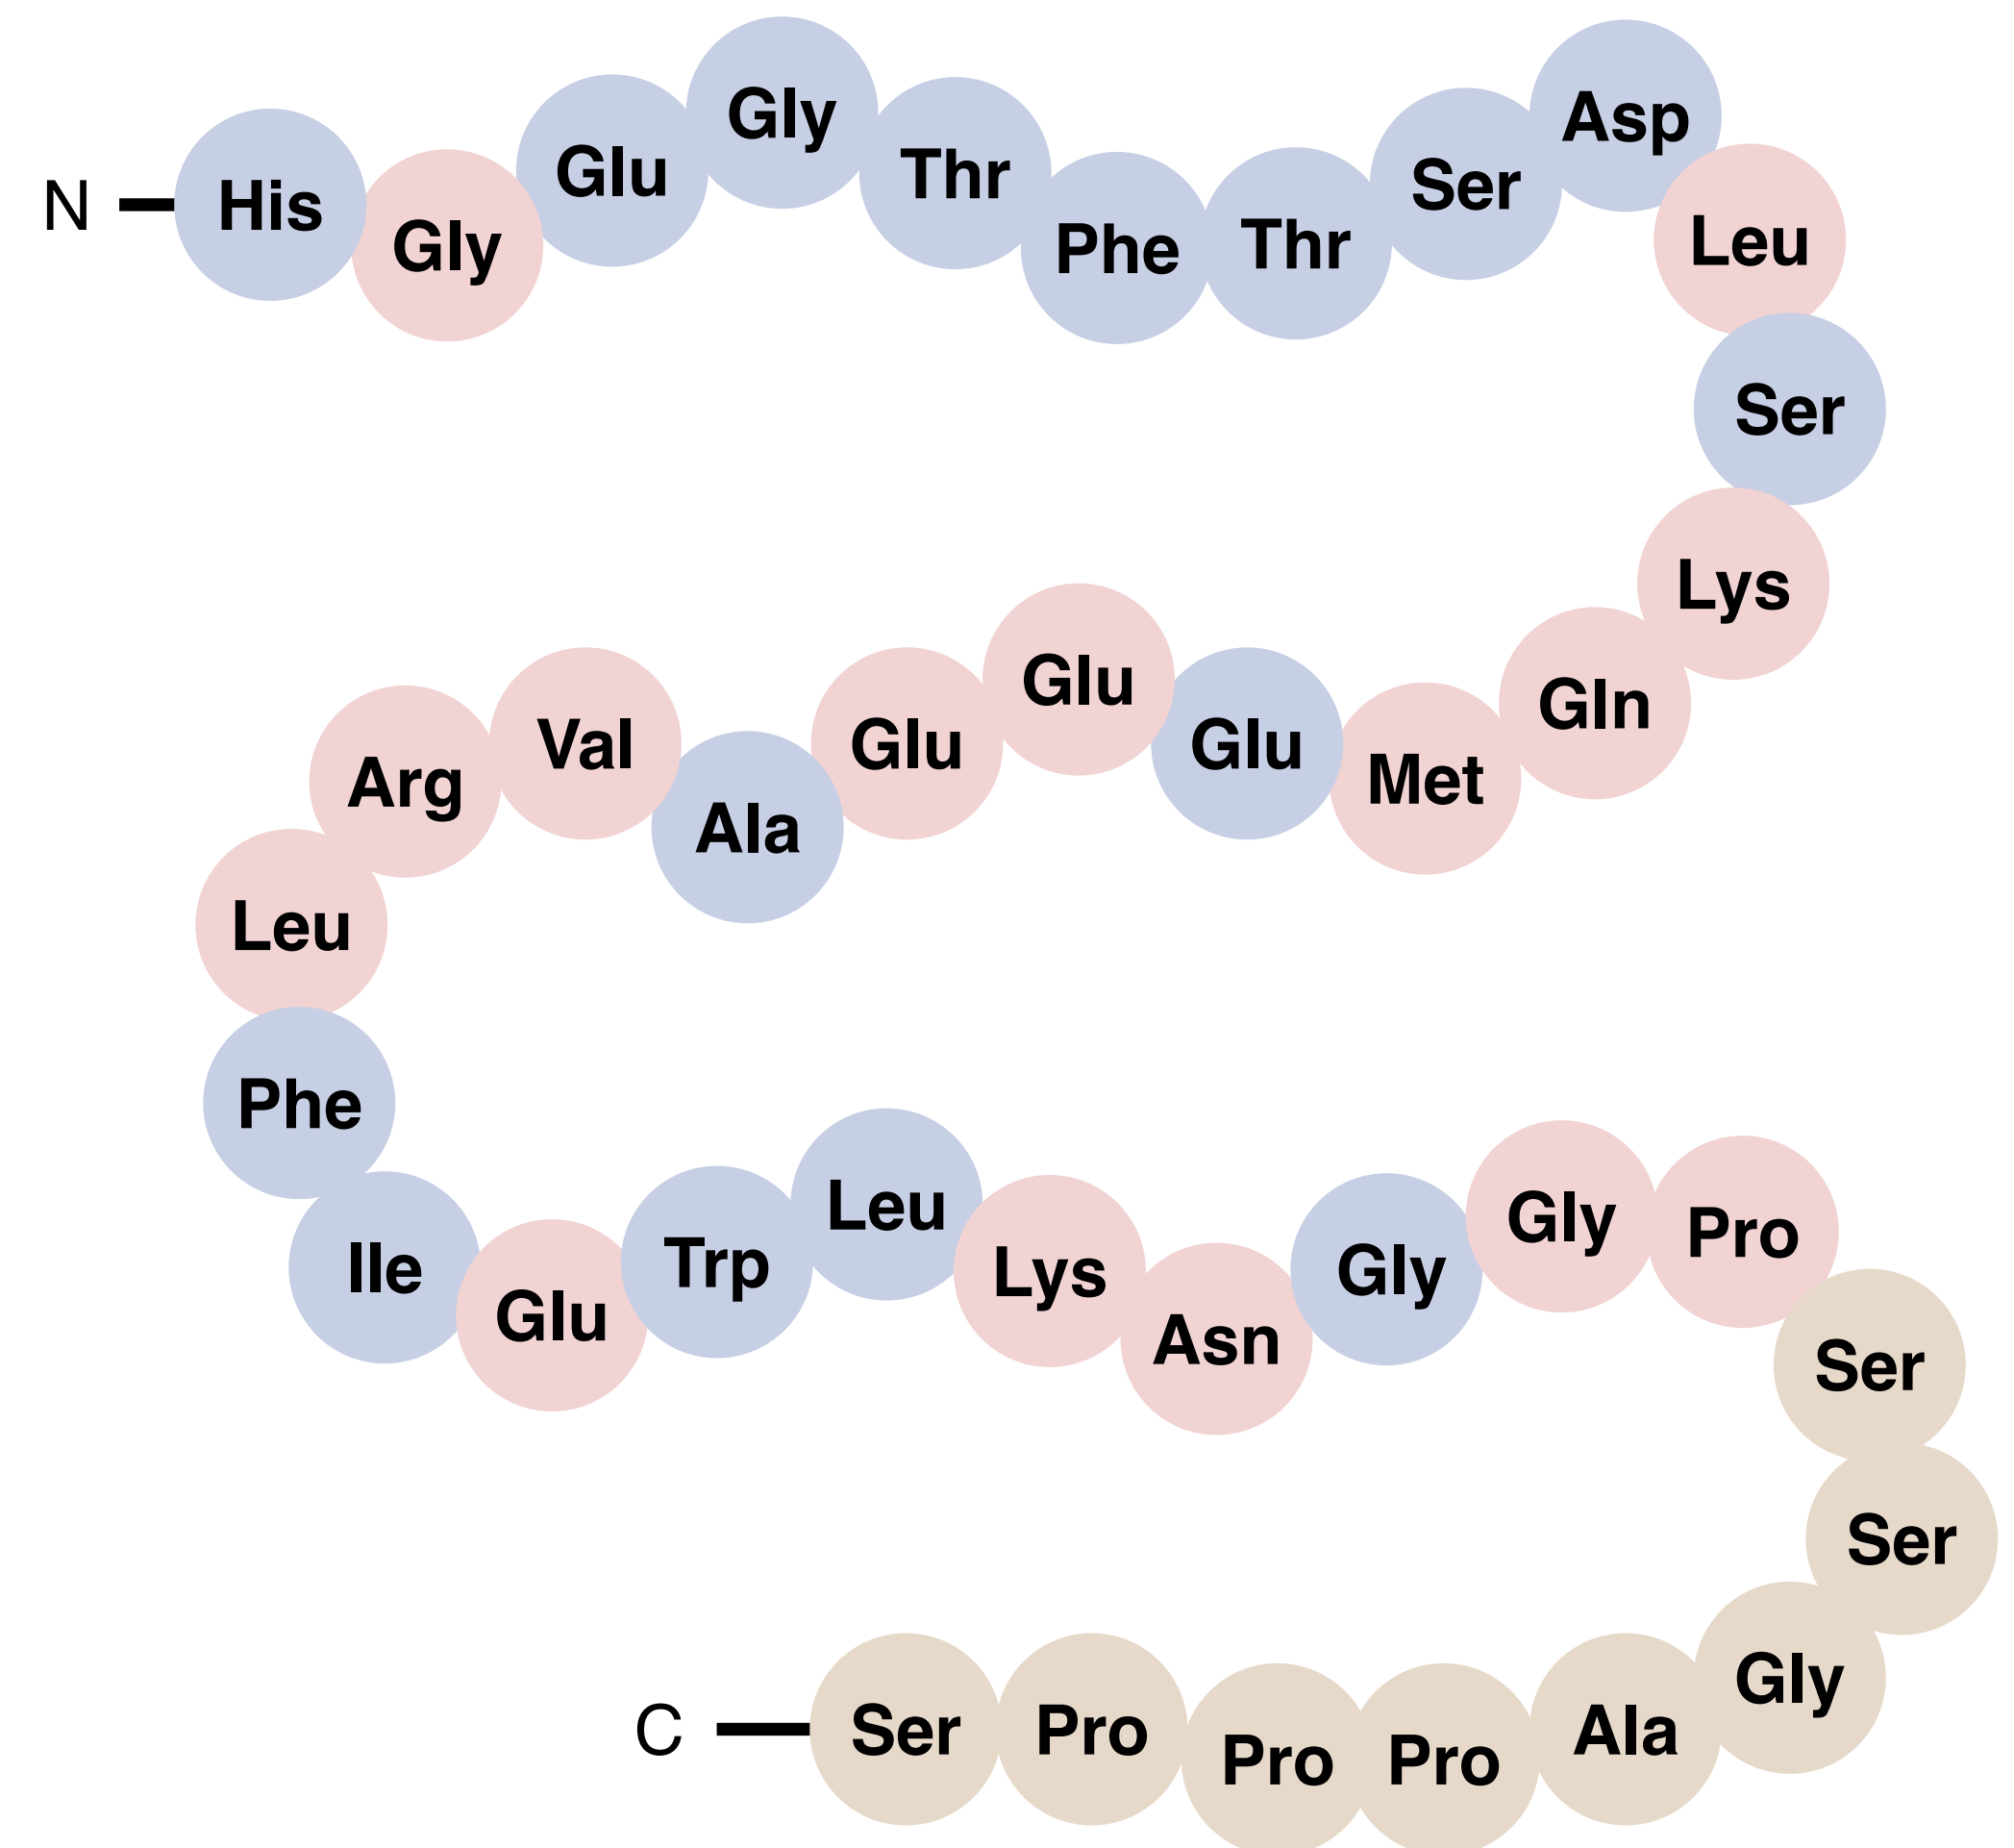 N His Gly Glu Gly Thr Phe Thr Ser Asp Leu
Ser
Lys
Gln Met Glu Glu Glu Ala Val Arg
Leu
Phe
Ile Glu Trp Leu Lys Asn Gly Gly Pro
Ser
Ser
Gly Ala Pro Pro Pro Ser C